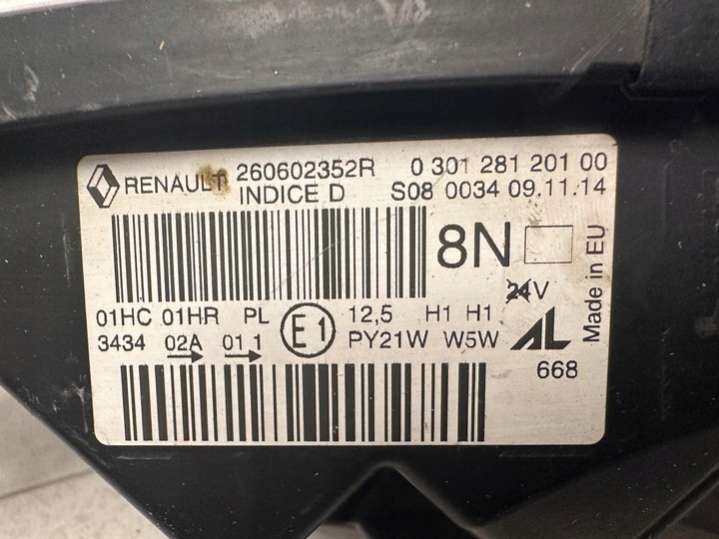 RENAULT 260602352R 0 301 281 201 00
INDICE D S08 0034 09.11.14
8N
Made in EU
24V
01HC 01HR PL E1 12,5 H1 H1
3434 02A 01 1 PY21W W5W AL
668